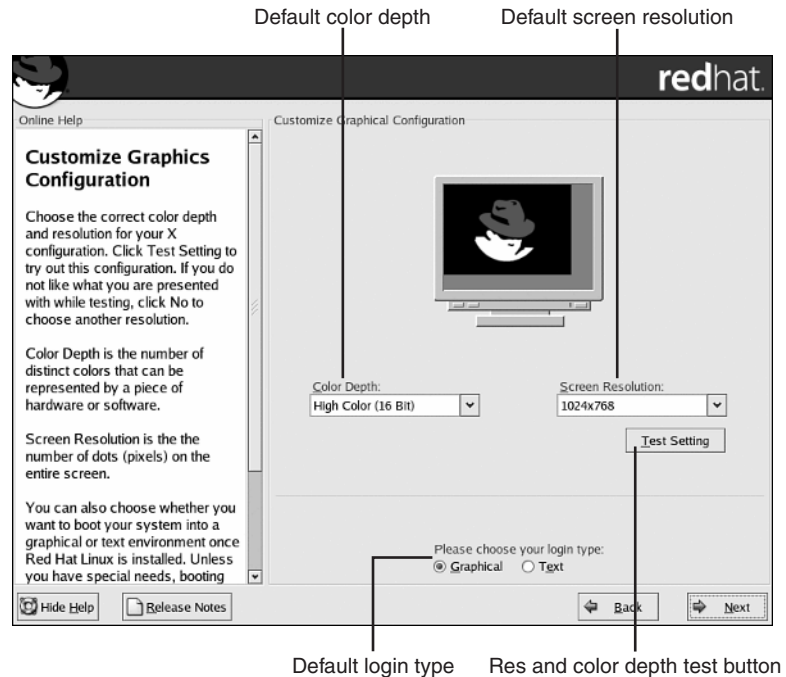 Default color depth
Default screen resolution
redhat.
Online Help
Customize Graphics
Configuration
Choose the correct color depth
and resolution for your X
configuration. Click Test Setting to
try out this configuration. If you do
not like what you are presented
with while testing, click No to
choose another resolution.
Color Depth is the number of
distinct colors that can be
represented by a piece of
hardware or software.
Screen Resolution is the the
number of dots (pixels) on the
entire screen.
You can also choose whether you
want to boot your system into a
graphical or text environment once
Red Hat Linux is installed. Unless
you have special needs, booting
Customize Graphical Configuration
Color Depth:
High Color (16 Bit)
Screen Resolution:
1024x768
Test Setting
Please choose your login type:
Graphical
Text
Hide Help
Release Notes
Back
Next
Default login type
Res and color depth test button